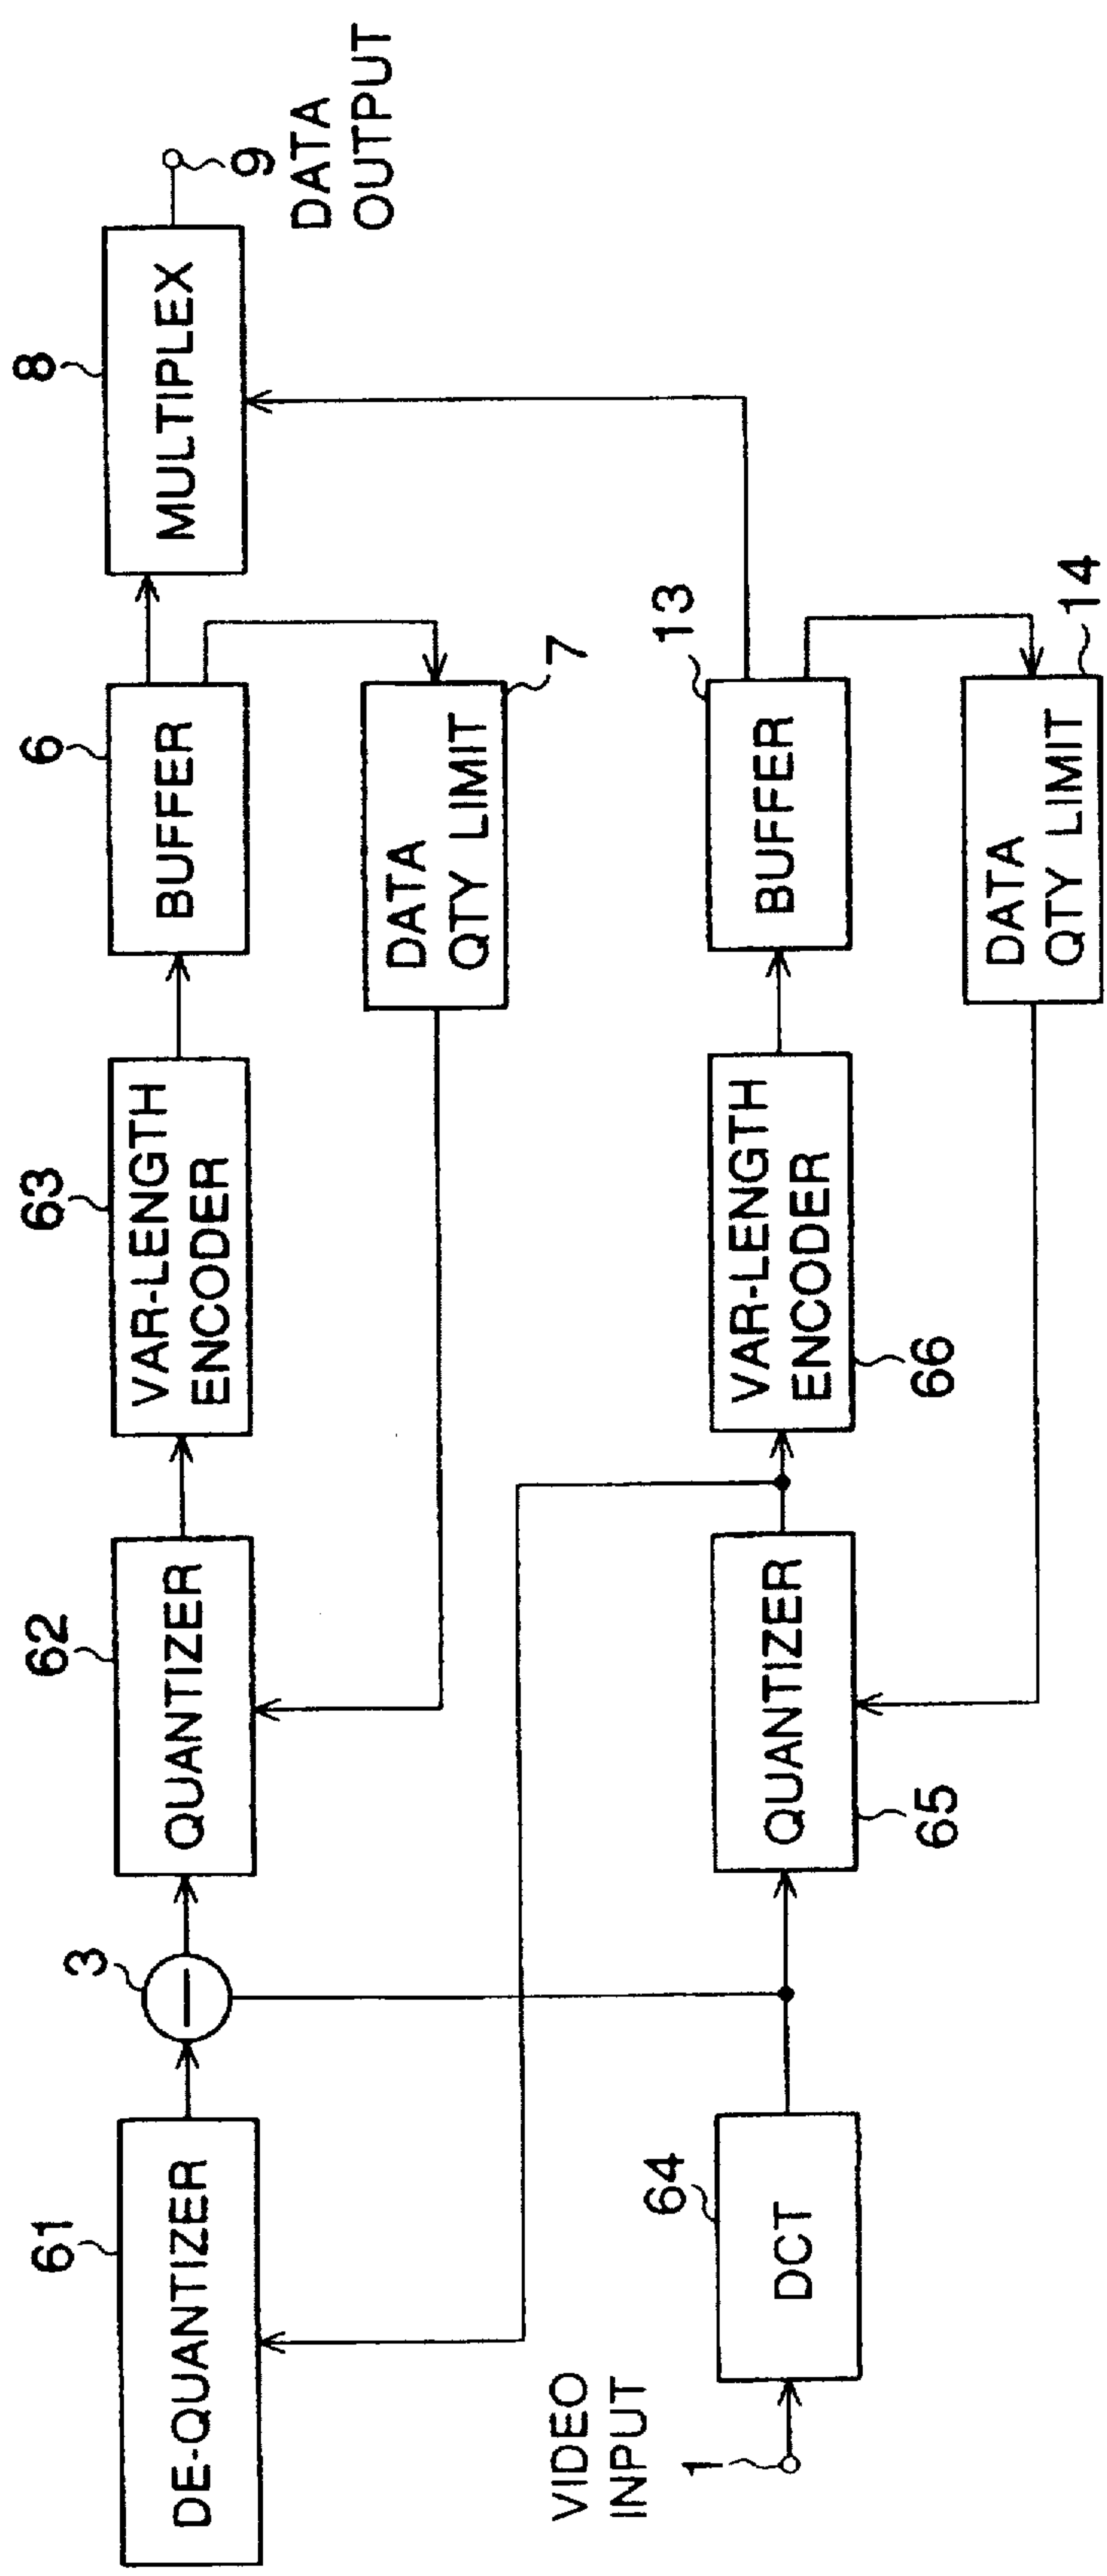 61
DE-QUANTIZER
3
62
QUANTIZER
63
VAR-LENGTH
ENCODER
6
BUFFER
8
MULTIPLEX
9
DATA
OUTPUT
DATA
QTY LIMIT
7
VIDEO
INPUT
1
64
DCT
QUANTIZER
65
VAR-LENGTH
ENCODER
66
13
BUFFER
DATA
QTY LIMIT
14